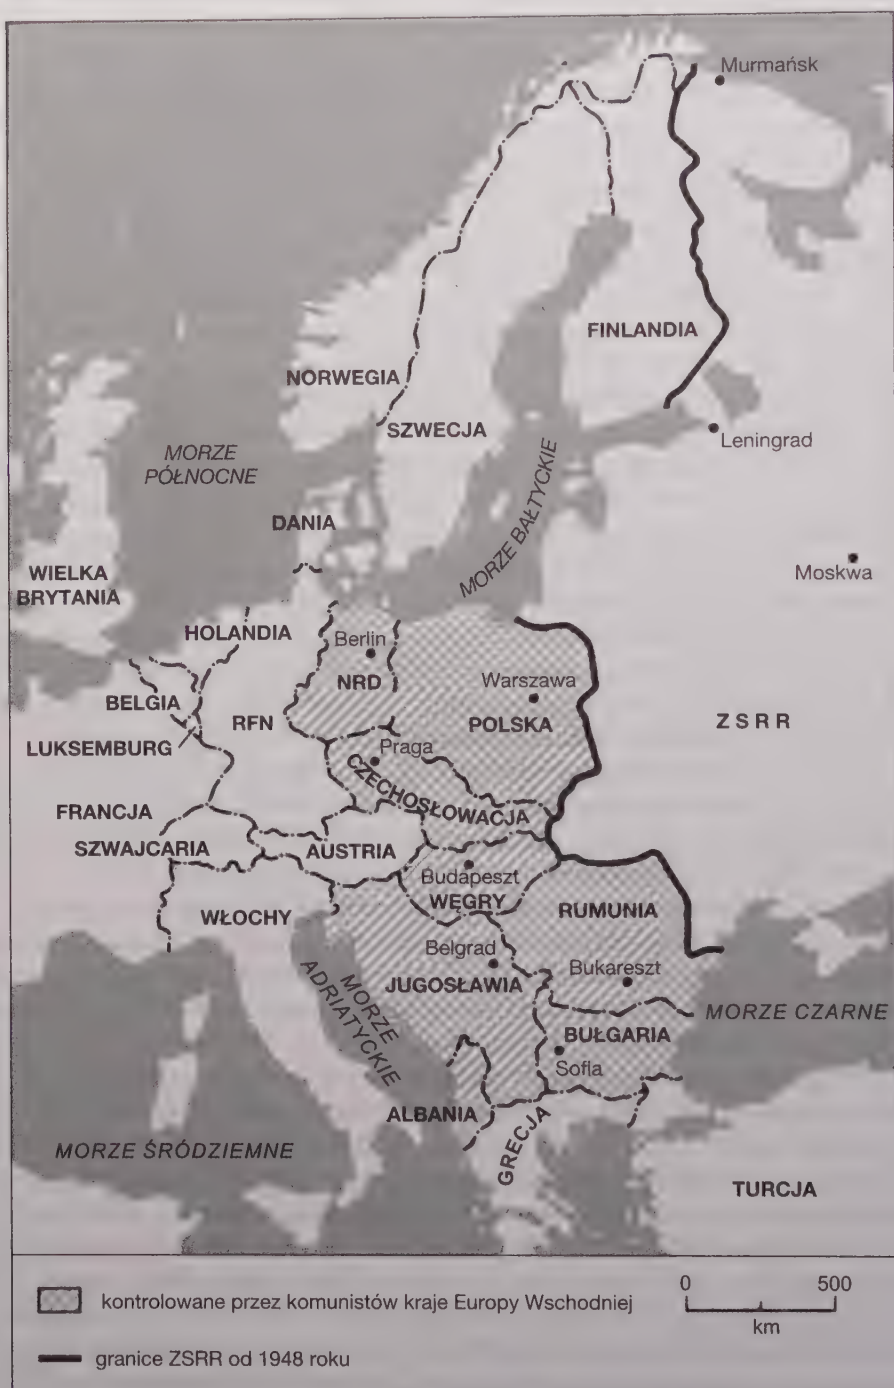 Murmańsk
FINLANDIA
NORWEGIA
SZWECJA
Leningrad
MORZE
PÓŁNOCNE
MORZE BAŁTYCKIE
DANIA
Moskwa
WIELKA
BRYTANIA
HOLANDIA
Berlin
NRD
Warszawa
BELGIA
RFN
POLSKA
ZSRR
LUKSEMBURG
Praga
CZECHOSŁOWACJA
FRANCJA
SZWAJCARIA
AUSTRIA
Budapeszt
WĘGRY
WŁOCHY
RUMUNIA
Belgrad
JUGOSŁAWIA
Bukareszt
MORZE
ADRIATYCKIE
MORZE CZARNE
BUŁGARIA
Sofia
ALBANIA
GRECJA
MORZE ŚRÓDZIEMNE
TURCJA
kontrolowane przez komunistów kraje Europy Wschodniej
0 500
km
granice ZSRR od 1948 roku